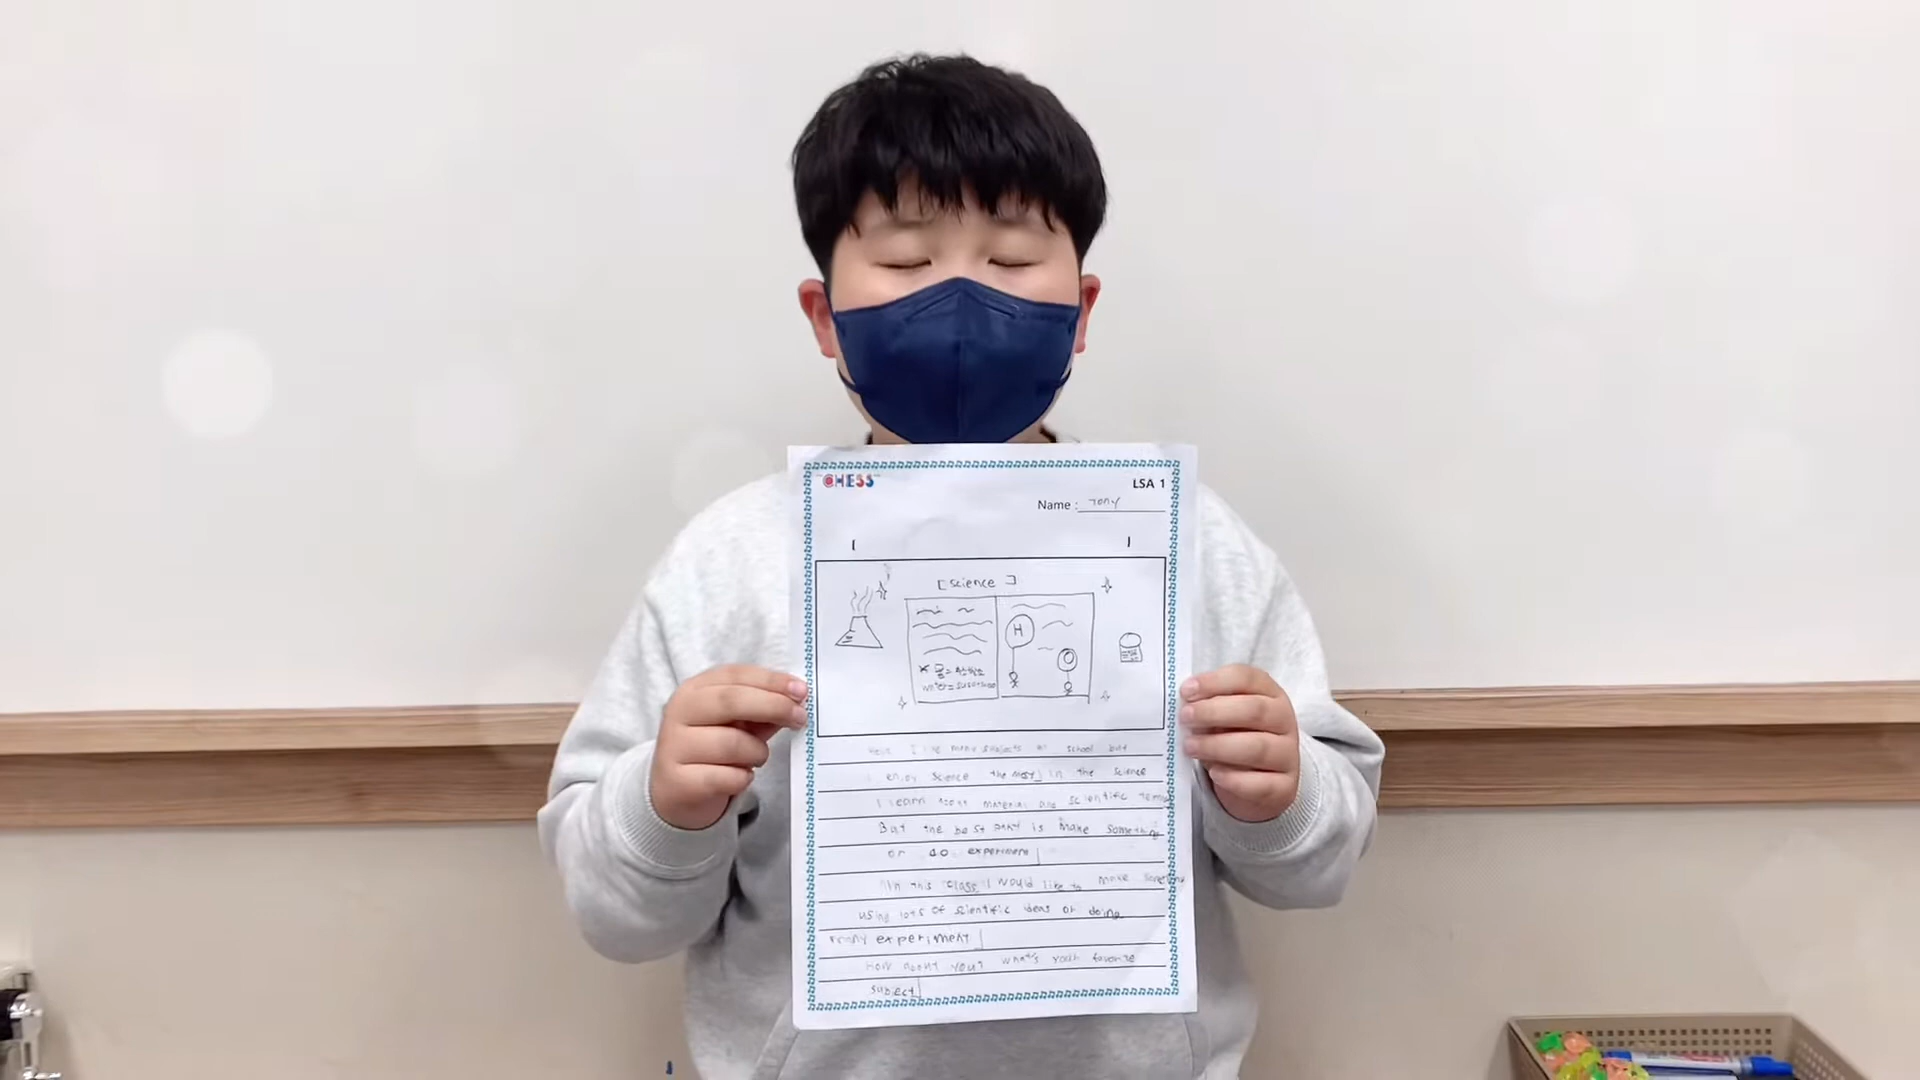 CHESS
LSA 1
Name : Tony
[ science ]
H
O
many subjects at school but
I enjoy science the most in the science
I learn about material and scientific terms
But the best part is make something
or do experiment
In this class I would like to make something
using lots of scientific ideas or doing
many experiment
How about you? what's your favorite
subject